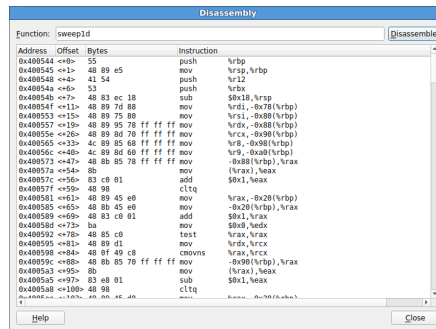 Disassembly
Function: sweep1d Disassemble
Address Offset Bytes Instruction
0x400544 <+0> 55 push %rbp
0x400545 <+1> 48 89 e5 mov %rsp,%rbp
0x400548 <+4> 41 54 push %r12
0x40054a <+6> 53 push %rbx
0x40054b <+7> 48 83 ec 18 sub $0x18,%rsp
0x40054f <+11> 48 89 7d 88 mov %rdi,-0x78(%rbp)
0x400553 <+15> 48 89 75 80 mov %rsi,-0x80(%rbp)
0x400557 <+19> 48 89 95 78 ff ff ff mov %rdx,-0x88(%rbp)
0x40055e <+26> 48 89 8d 70 ff ff ff mov %rcx,-0x90(%rbp)
0x400565 <+33> 4c 89 85 68 ff ff ff mov %r8,-0x98(%rbp)
0x40056c <+40> 4c 89 8d 60 ff ff ff mov %r9,-0xa0(%rbp)
0x400573 <+47> 48 8b 85 78 ff ff ff mov -0x88(%rbp),%rax
0x40057a <+54> 8b mov (%rax),%eax
0x40057c <+56> 83 c0 01 add $0x1,%eax
0x40057f <+59> 48 98 cltq
0x400581 <+61> 48 89 45 e0 mov %rax,-0x20(%rbp)
0x400585 <+65> 48 8b 45 e0 mov -0x20(%rbp),%rax
0x400589 <+69> 48 83 c0 01 add $0x1,%rax
0x40058d <+73> ba mov $0x0,%edx
0x400592 <+78> 48 85 c0 test %rax,%rax
0x400595 <+81> 48 89 d1 mov %rdx,%rcx
0x400598 <+84> 48 0f 49 c8 cmovns %rax,%rcx
0x40059c <+88> 48 8b 85 70 ff ff ff mov -0x90(%rbp),%rax
0x4005a3 <+95> 8b mov (%rax),%eax
0x4005a5 <+97> 83 e8 01 sub $0x1,%eax
0x4005a8 <+100> 48 98 cltq
Help Close